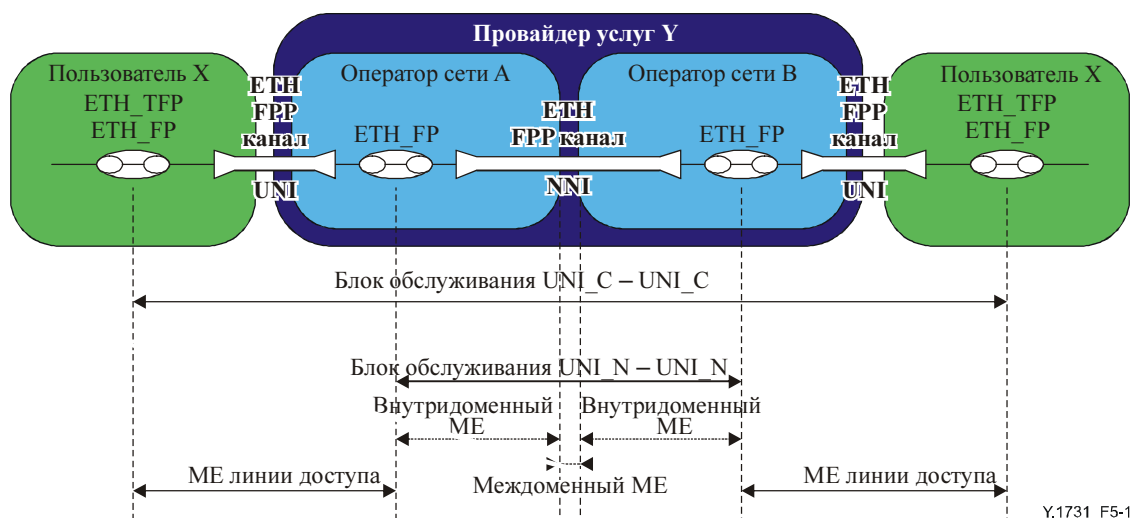 Провайдер услуг Y
Пользователь X
ETH_TFP
ETH_FP
ETH
FPP
канал
UNI
Оператор сети A
ETH_FP
ETH
FPP канал
NNI
Оператор сети B
ETH_FP
ETH
FPP
канал
UNI
Пользователь X
ETH_TFP
ETH_FP
Блок обслуживания UNI_C – UNI_C
Блок обслуживания UNI_N – UNI_N
Внутридоменный
ME
Внутридоменный
ME
Междоменный ME
ME линии доступа
ME линии доступа
Y.1731_F5-1